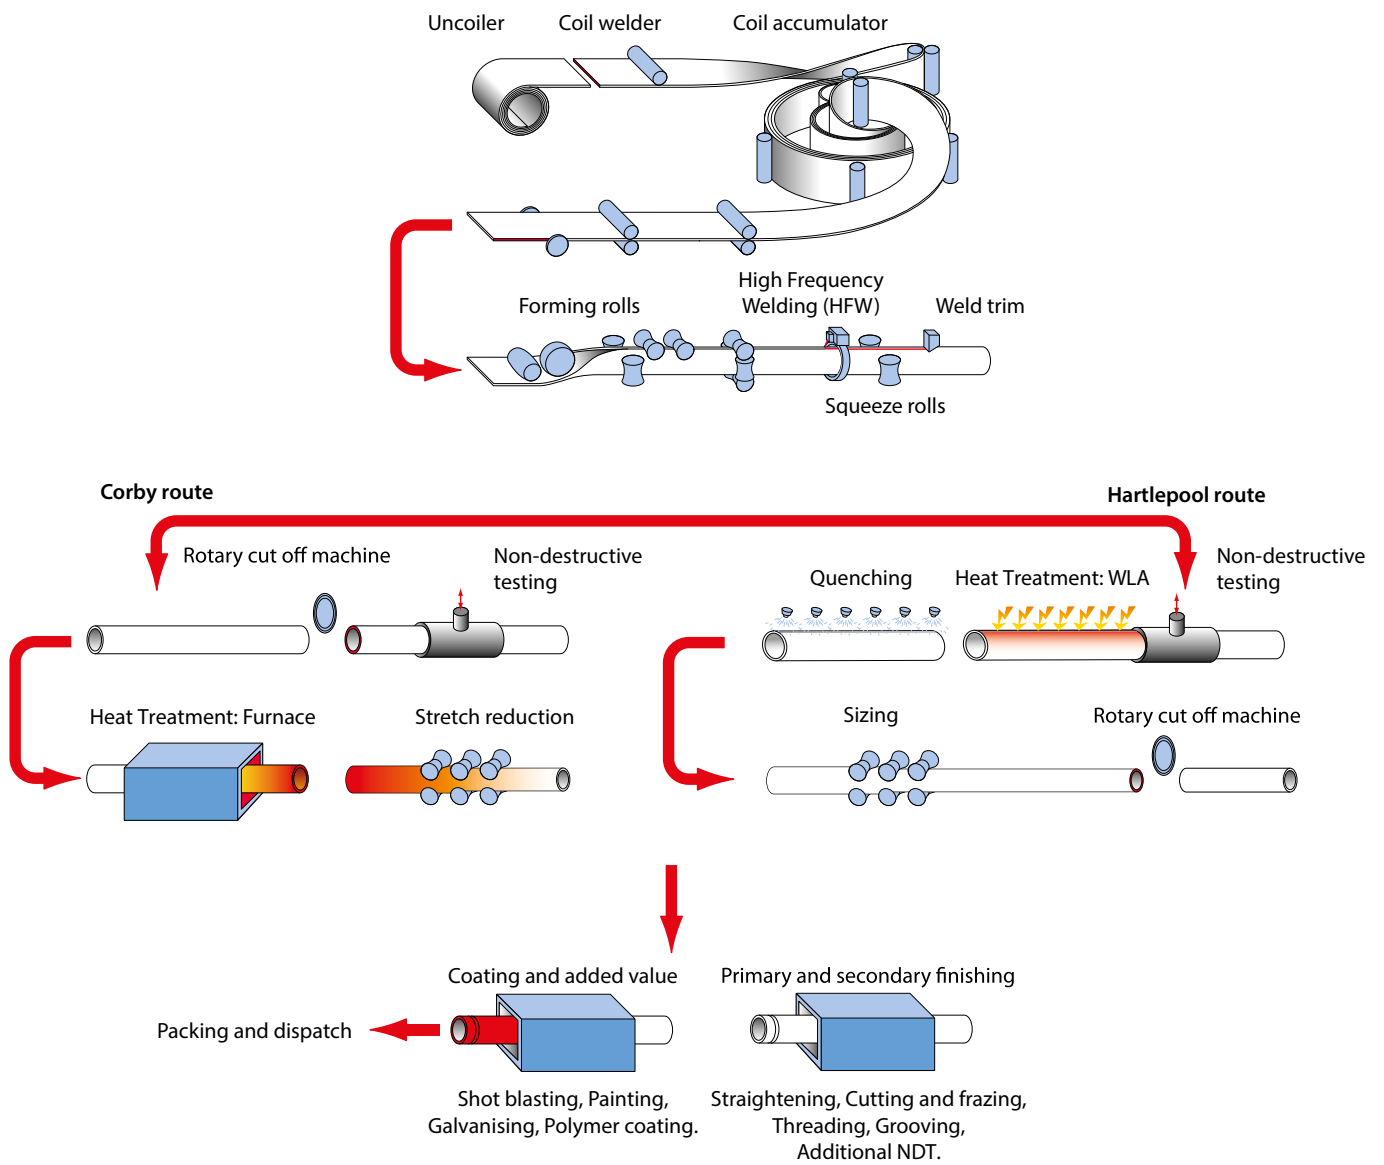 Uncoiler
Coil welder
Coil accumulator
Forming rolls
High Frequency
Welding (HFW)
Weld trim
Squeeze rolls
Corby route
Hartlepool route
Rotary cut off machine
Non-destructive
testing
Heat Treatment: Furnace
Stretch reduction
Quenching
Heat Treatment: WLA
Non-destructive
testing
Sizing
Rotary cut off machine
Coating and added value
Primary and secondary finishing
Packing and dispatch
Shot blasting, Painting,
Galvanising, Polymer coating.
Straightening, Cutting and frazing,
Threading, Grooving,
Additional NDT.